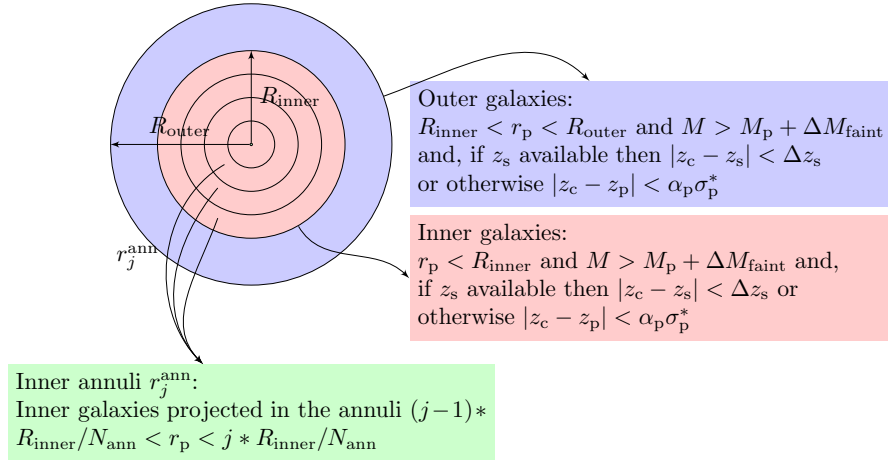 R_inner
R_outer
r_j^ann
Outer galaxies:
R_inner < r_p < R_outer and M > M_p + ΔM_faint
and, if z_s available then |z_c − z_s| < Δz_s
or otherwise |z_c − z_p| < α_p σ_p^*
Inner galaxies:
r_p < R_inner and M > M_p + ΔM_faint and,
if z_s available then |z_c − z_s| < Δz_s or
otherwise |z_c − z_p| < α_p σ_p^*
Inner annuli r_j^ann:
Inner galaxies projected in the annuli (j−1)*
R_inner/N_ann < r_p < j * R_inner/N_ann